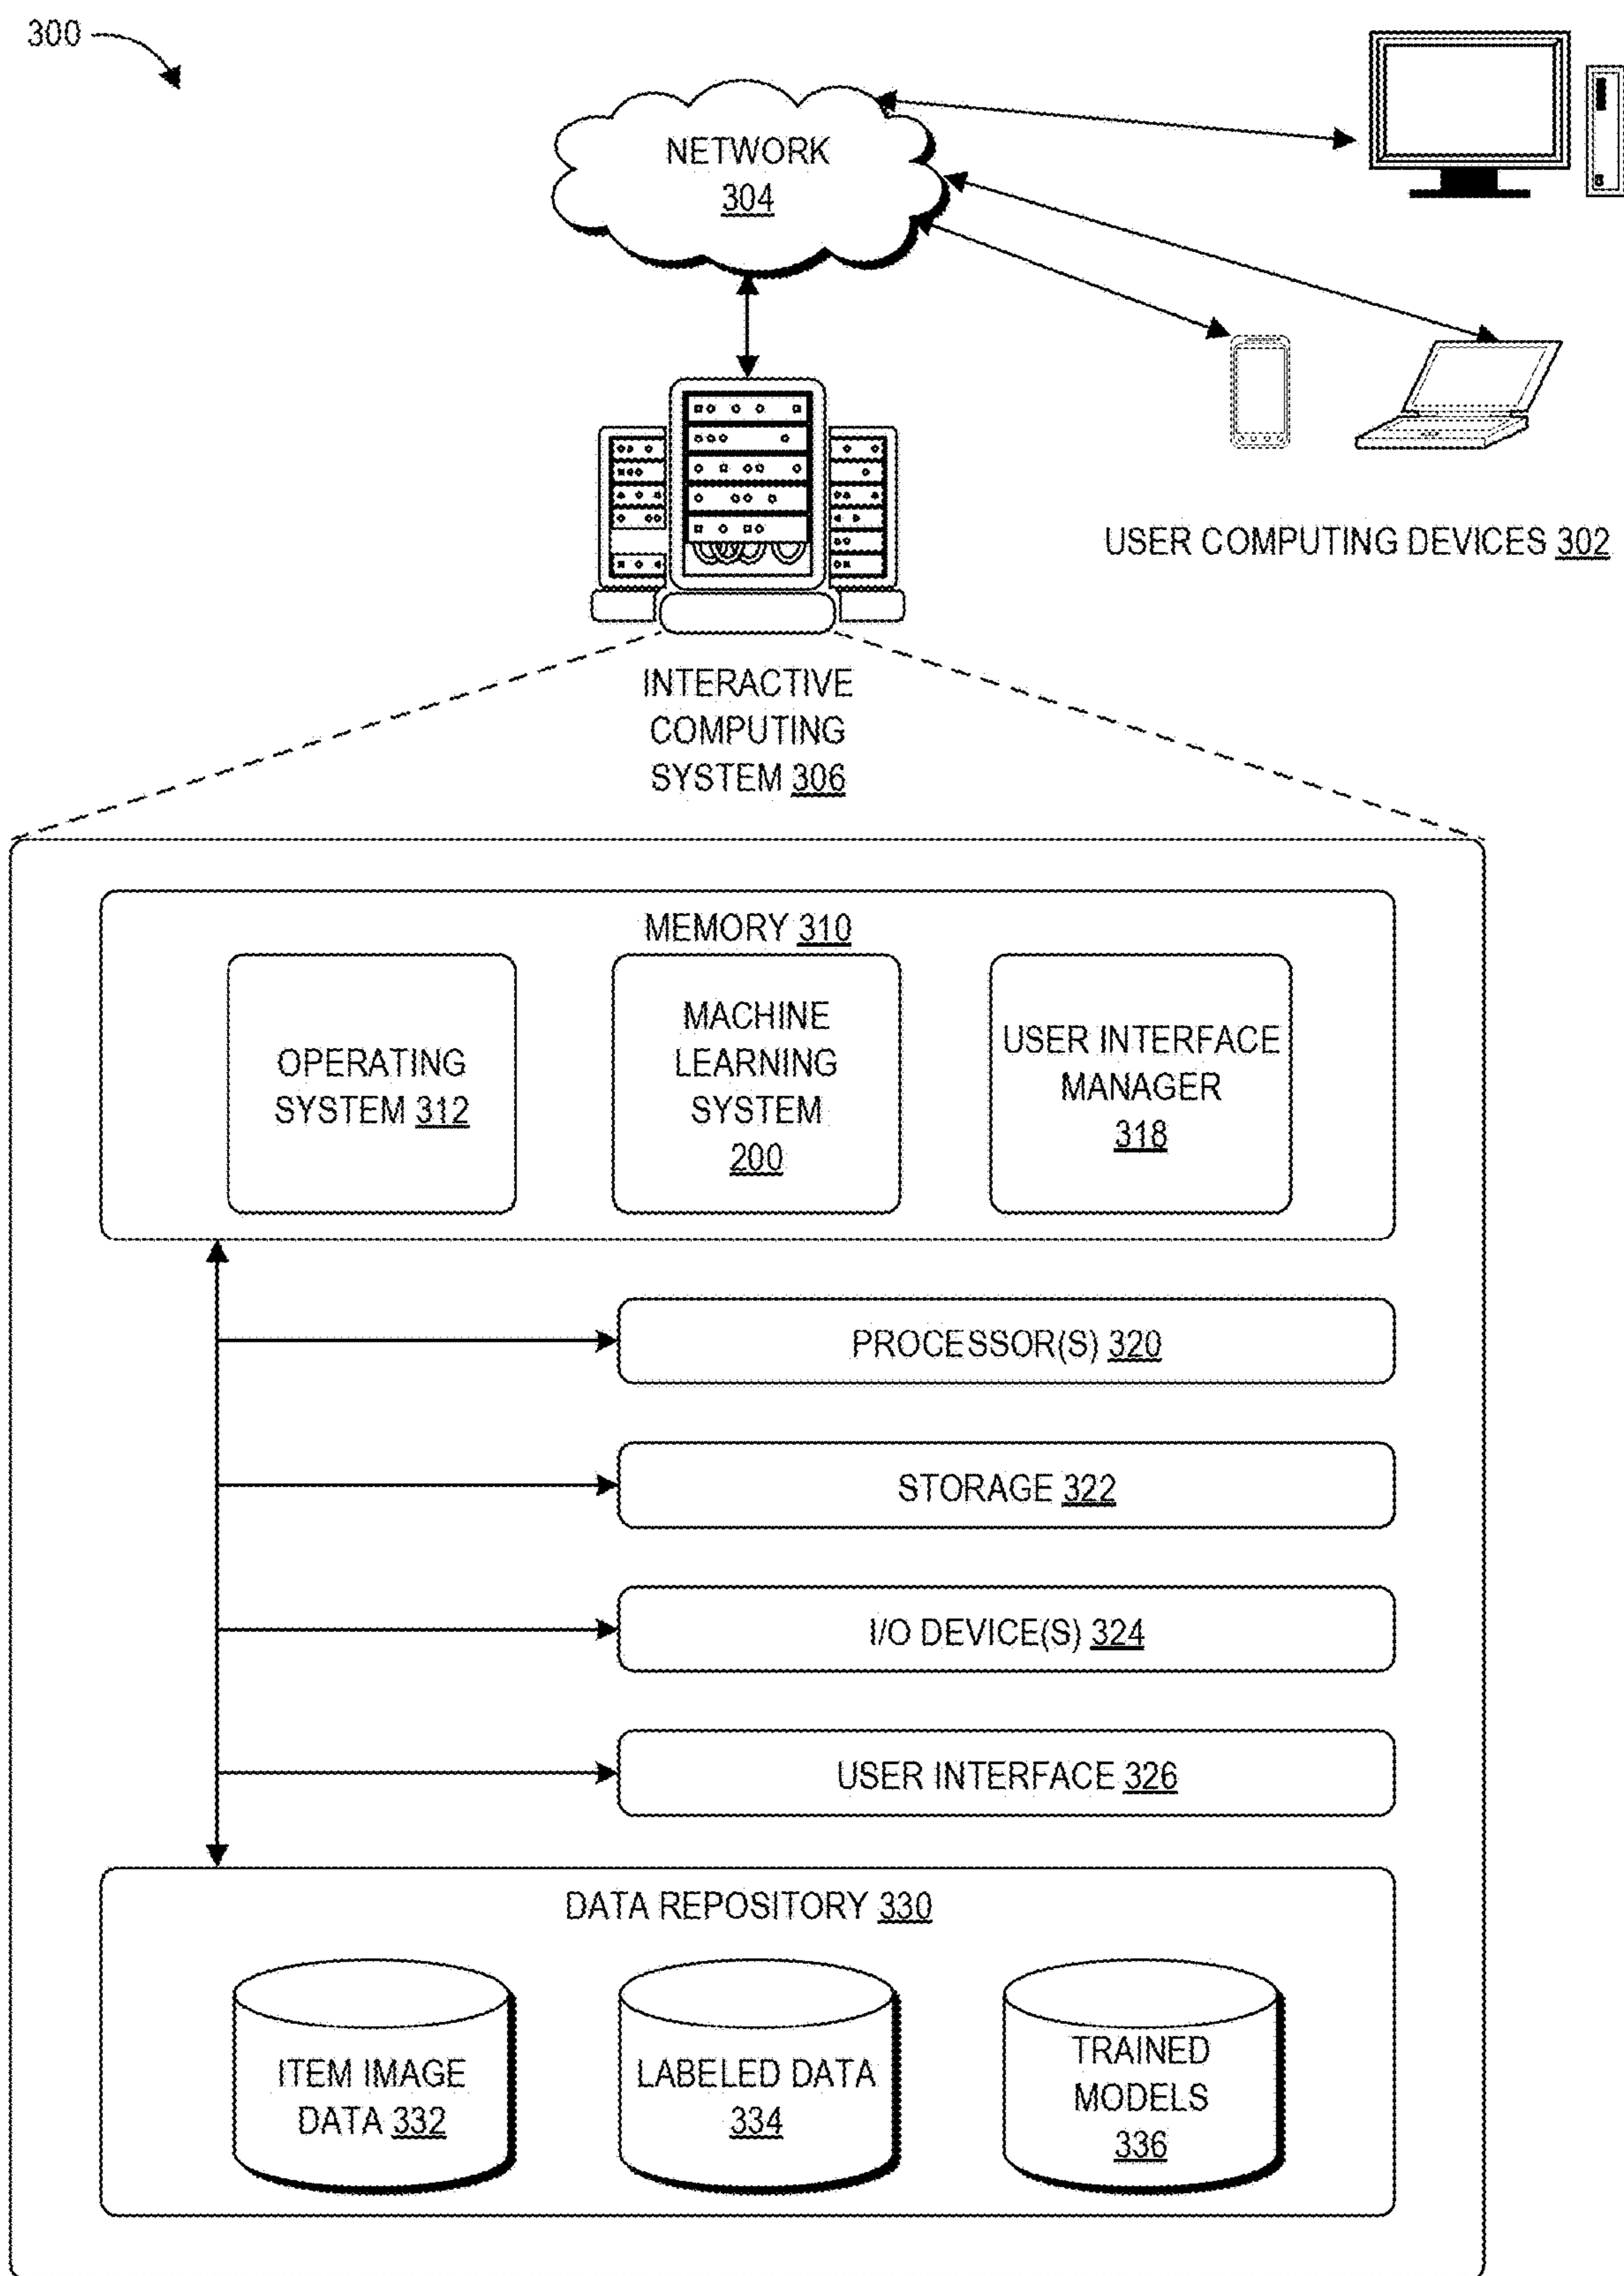 300
NETWORK
304
USER COMPUTING DEVICES 302
INTERACTIVE
COMPUTING
SYSTEM 306
MEMORY 310
OPERATING
SYSTEM 312
MACHINE
LEARNING
SYSTEM
200
USER INTERFACE
MANAGER
318
PROCESSOR(S) 320
STORAGE 322
I/O DEVICE(S) 324
USER INTERFACE 326
DATA REPOSITORY 330
ITEM IMAGE
DATA 332
LABELED DATA
334
TRAINED
MODELS
336